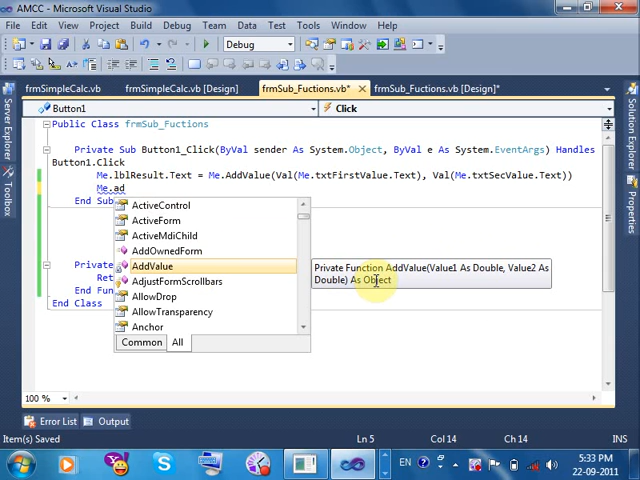 AMCC - Microsoft Visual Studio
File Edit View Project Build Debug Team Data Tools Test Window Help
Debug
frmSimpleCalc.vb frmSimpleCalc.vb [Design] frmSub_Fuctions.vb* frmSub_Fuctions.vb [Design]*
Button1 Click
Public Class frmSub_Fuctions
Private Sub Button1_Click(ByVal sender As System.Object, ByVal e As System.EventArgs) Handles
Button1.Click
Me.lblResult.Text = Me.AddValue(Val(Me.txtFirstValue.Text), Val(Me.txtSecValue.Text))
Me.ad
End Sub
ActiveControl
ActiveForm
ActiveMdiChild
AddOwnedForm
AddValue
AdjustFormScrollbars
AllowDrop
AllowTransparency
Anchor
Common All
Private Function AddValue(Value1 As Double, Value2 As
Double) As Object
Priva
Ret
End Fun
End Class
Server Explorer
Toolbox
Solution Explorer
Properties
100 %
Error List Output
Item(s) Saved Ln 5 Col 14 Ch 14 INS
EN 5:33 PM
22-09-2011